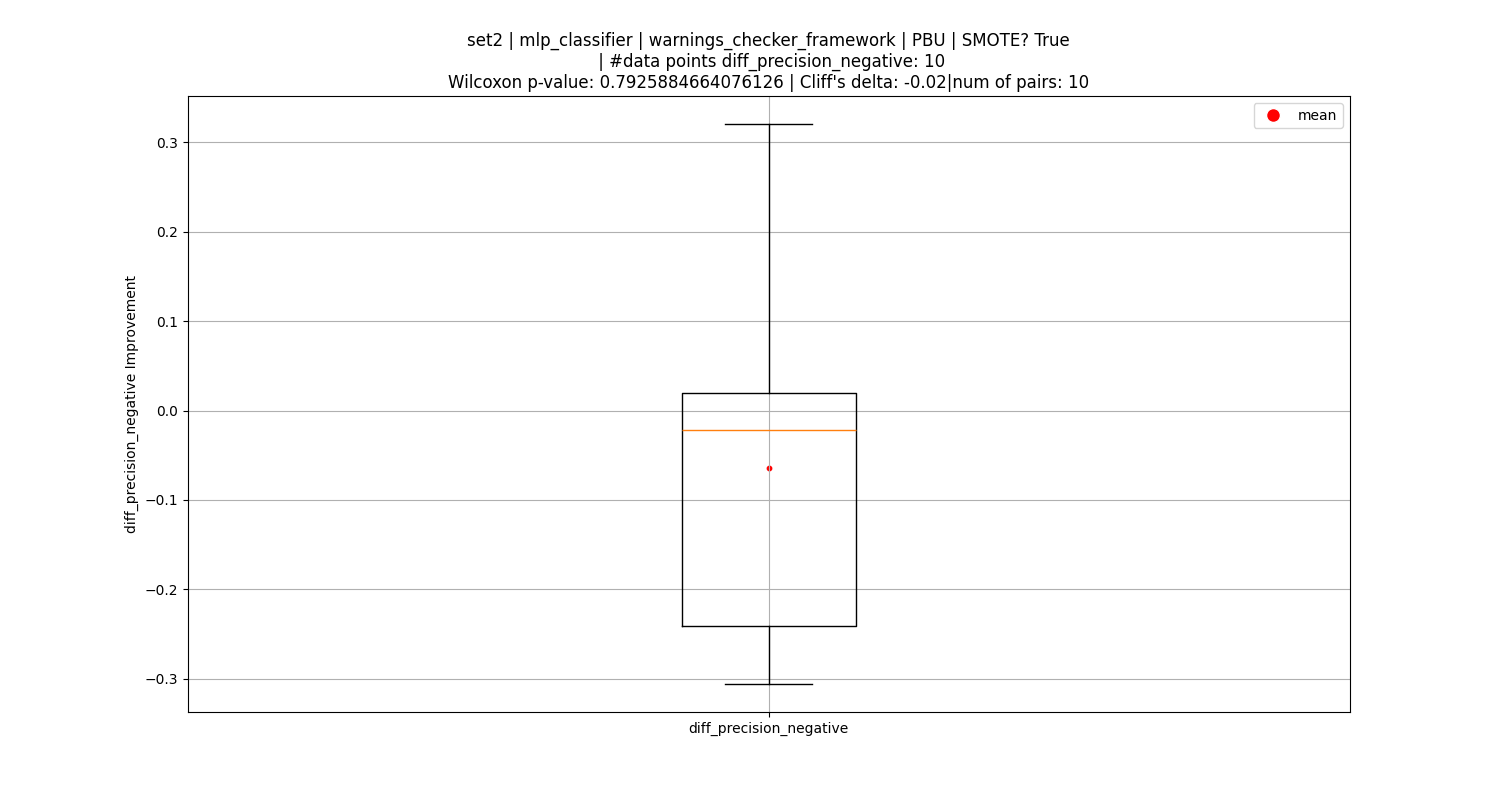 set2 | mlp_classifier | warnings_checker_framework | PBU | SMOTE? True
| #data points diff_precision_negative: 10
Wilcoxon p-value: 0.7925884664076126 | Cliff's delta: -0.02|num of pairs: 10
mean
0.3
0.2
0.1
0.0
−0.1
−0.2
−0.3
diff_precision_negative Improvement
diff_precision_negative